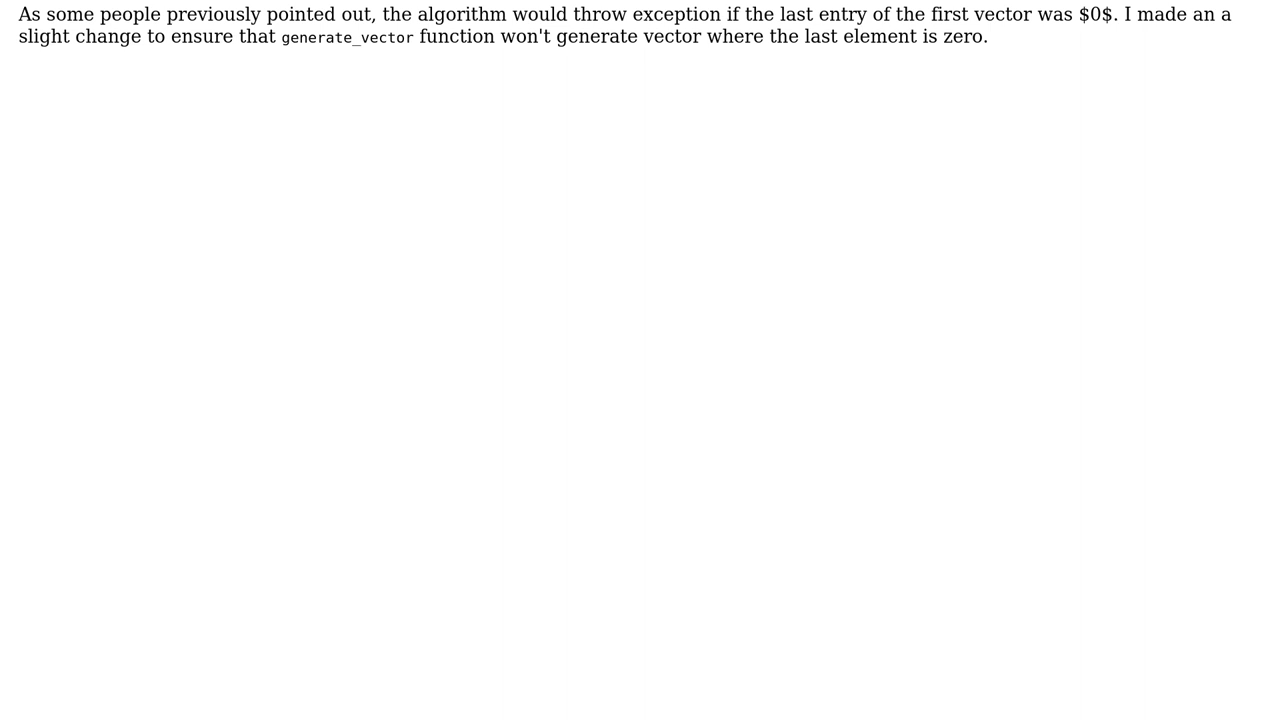 As some people previously pointed out, the algorithm would throw exception if the last entry of the first vector was $0$. I made an a
slight change to ensure that generate_vector function won't generate vector where the last element is zero.